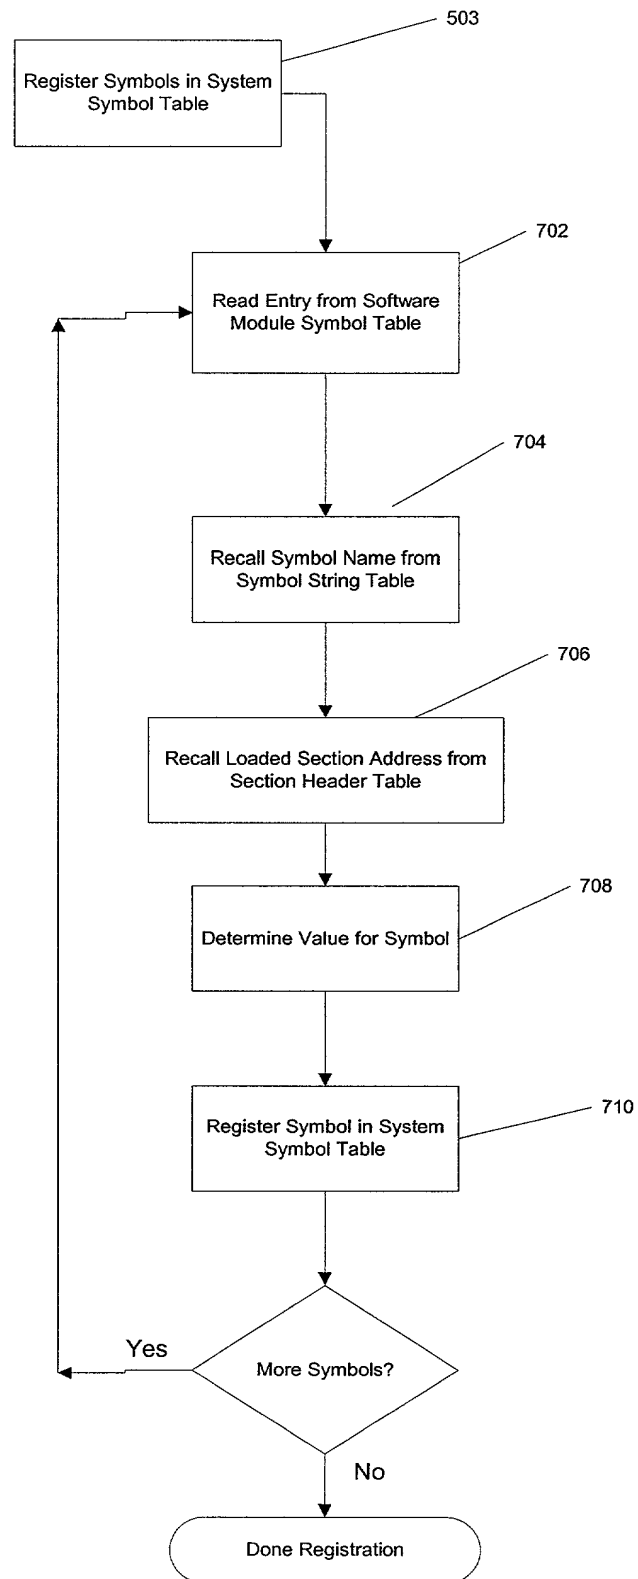 503
Register Symbols in System
Symbol Table
702
Read Entry from Software
Module Symbol Table
704
Recall Symbol Name from
Symbol String Table
706
Recall Loaded Section Address from
Section Header Table
708
Determine Value for Symbol
710
Register Symbol in System
Symbol Table
Yes
More Symbols?
No
Done Registration